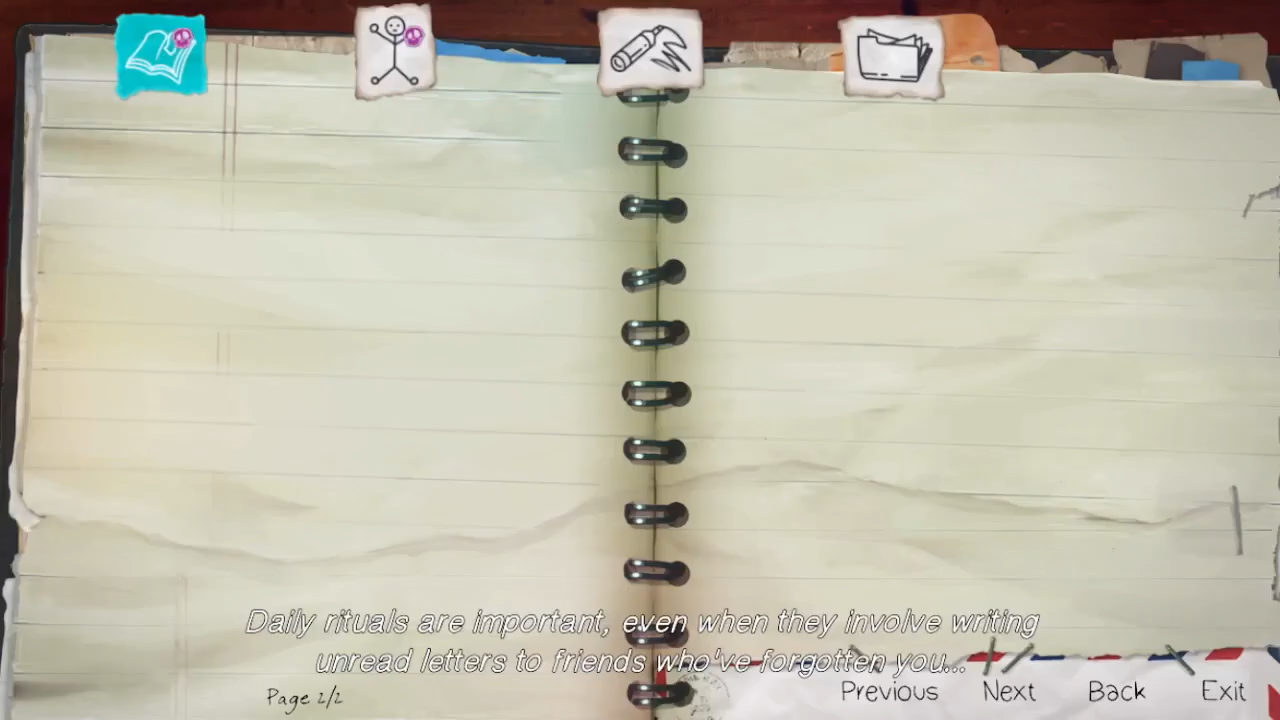 Daily rituals are important, even when they involve writing
unread letters to friends who've forgotten you...
Page 2/2
Previous Next Back Exit